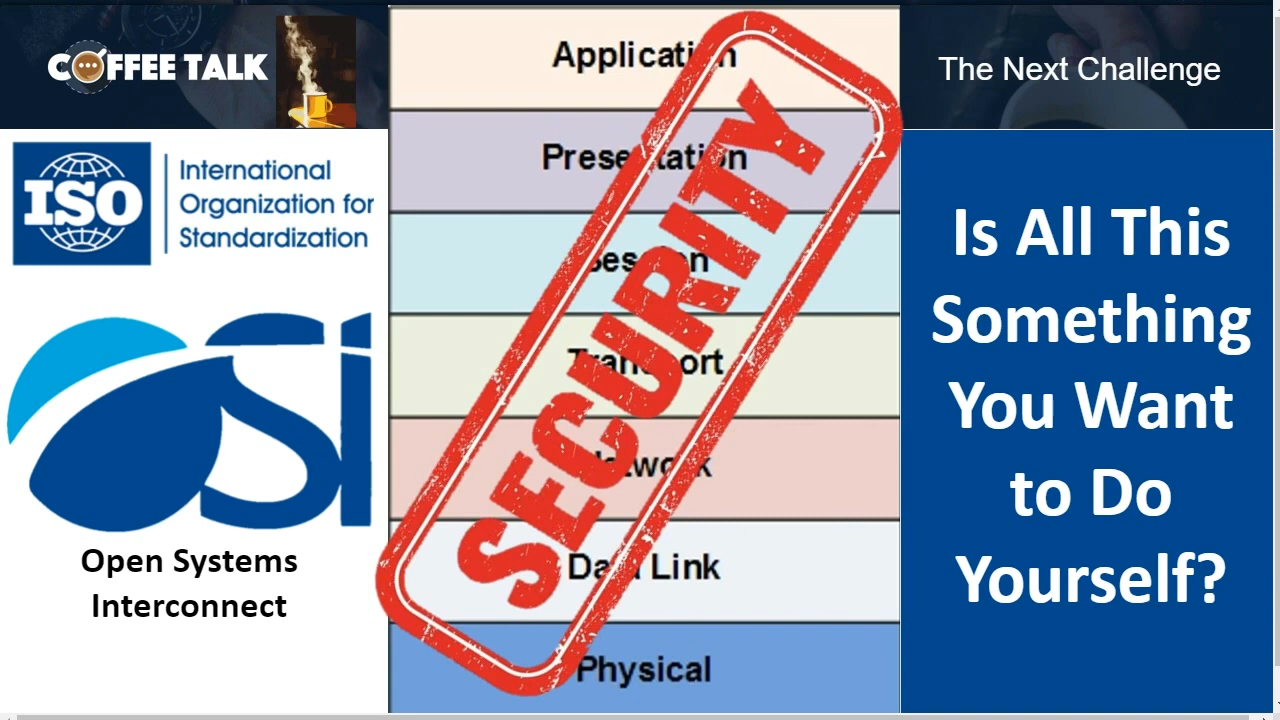 COFFEE TALK
The Next Challenge
ISO
International
Organization for
Standardization
OSI
Open Systems
Interconnect
Application
Presentation
Session
Transport
Network
Data Link
Physical
SECURITY
Is All This
Something
You Want
to Do
Yourself?